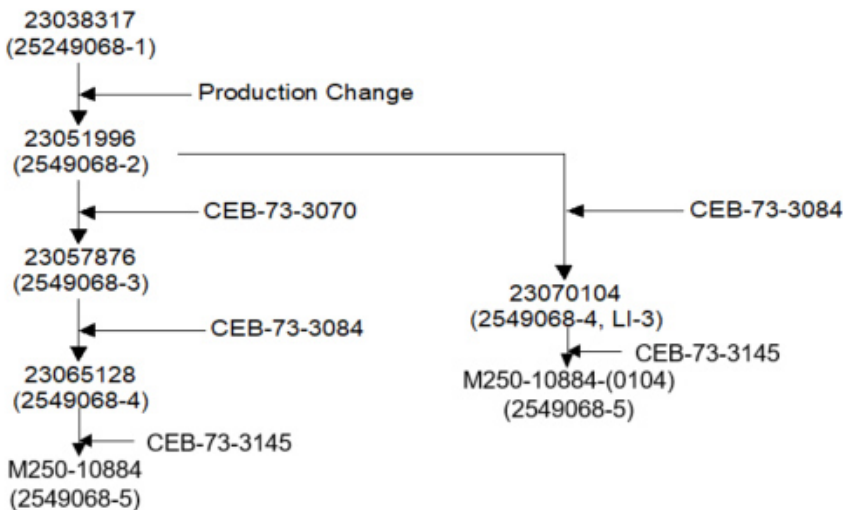 23038317
(25249068-1)
Production Change
23051996
(2549068-2)
CEB-73-3070
23057876
(2549068-3)
CEB-73-3084
23065128
(2549068-4)
CEB-73-3145
M250-10884
(2549068-5)
CEB-73-3084
23070104
(2549068-4, LI-3)
CEB-73-3145
M250-10884-(0104)
(2549068-5)